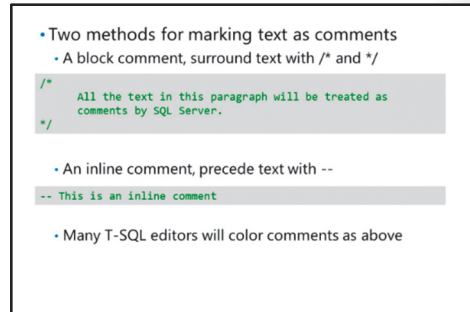 • Two methods for marking text as comments
• A block comment, surround text with /* and */
/*
All the text in this paragraph will be treated as
comments by SQL Server.
*/
• An inline comment, precede text with --
-- This is an inline comment
• Many T-SQL editors will color comments as above